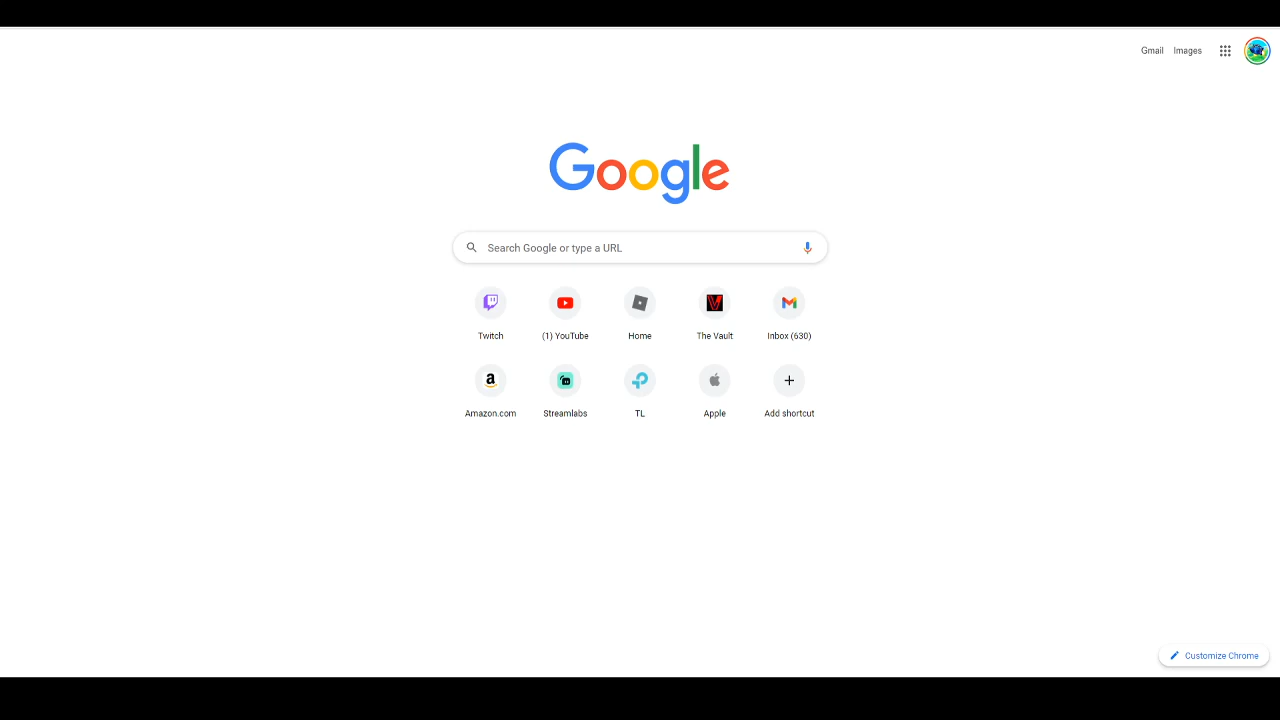 Gmail Images
Google
Search Google or type a URL
Twitch (1) YouTube Home The Vault Inbox (630)
Amazon.com Streamlabs TL Apple Add shortcut
Customize Chrome